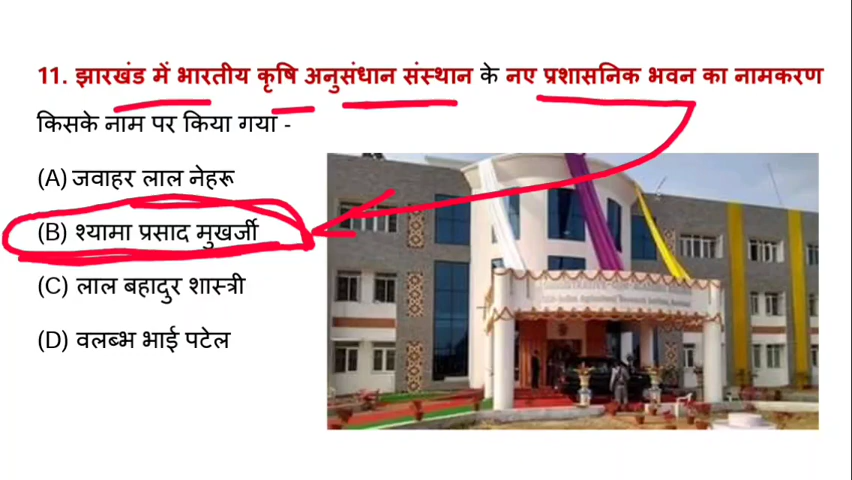 11. झारखंड में भारतीय कृषि अनुसंधान संस्थान के नए प्रशासनिक भवन का नामकरण
किसके नाम पर किया गया -
(A) जवाहर लाल नेहरू
(B) श्यामा प्रसाद मुखर्जी
(C) लाल बहादुर शास्त्री
(D) वलब्भ भाई पटेल